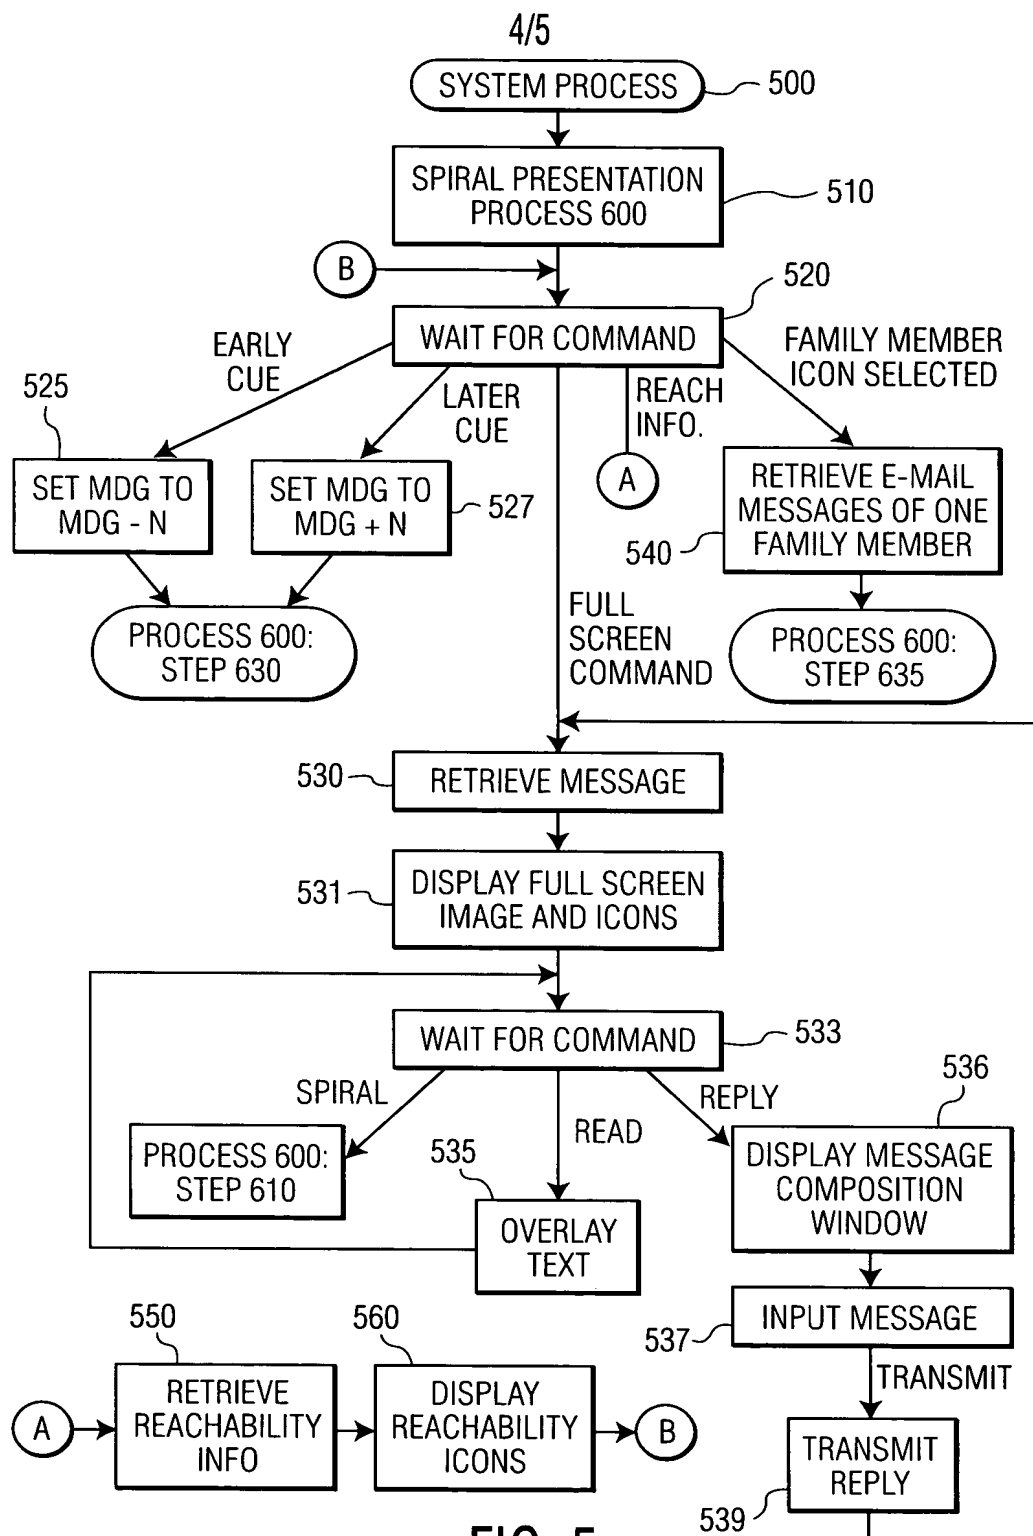 4/5
SYSTEM PROCESS
500
SPIRAL PRESENTATION
PROCESS 600
510
B
520
WAIT FOR COMMAND
EARLY
CUE
LATER
CUE
REACH
INFO.
FAMILY MEMBER
ICON SELECTED
525
SET MDG TO
MDG - N
SET MDG TO
MDG + N
527
A
RETRIEVE E-MAIL
MESSAGES OF ONE
FAMILY MEMBER
540
PROCESS 600:
STEP 630
FULL
SCREEN
COMMAND
PROCESS 600:
STEP 635
530
RETRIEVE MESSAGE
531
DISPLAY FULL SCREEN
IMAGE AND ICONS
WAIT FOR COMMAND
533
SPIRAL
READ
REPLY
536
PROCESS 600:
STEP 610
535
OVERLAY
TEXT
DISPLAY MESSAGE
COMPOSITION
WINDOW
INPUT MESSAGE
537
TRANSMIT
550
560
A
RETRIEVE
REACHABILITY
INFO
DISPLAY
REACHABILITY
ICONS
B
TRANSMIT
REPLY
539
FIG. 5